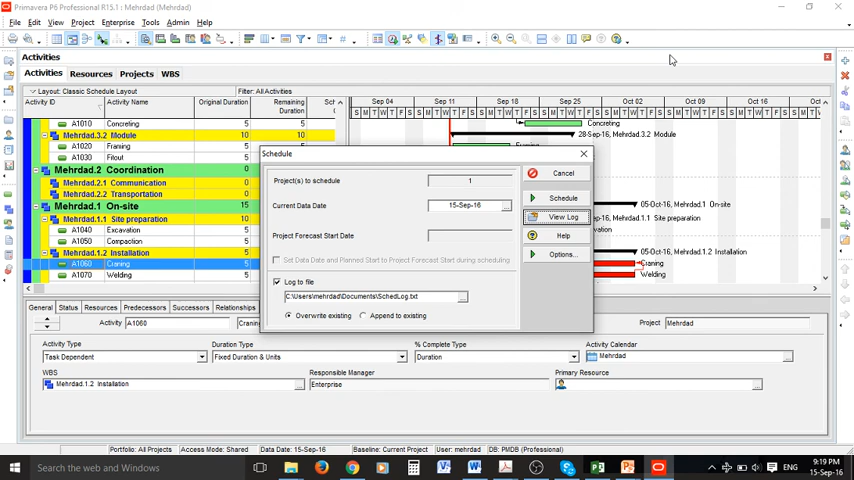 Primavera P6 Professional R15.1 : Mehrdad (Mehrdad)
File Edit View Project Enterprise Tools Admin Help
Activities
Activities Resources Projects WBS
Layout: Classic Schedule Layout Filter: All Activities
Activity ID Activity Name Original Duration Remaining Duration
Sep 04 Sep 11 Sep 18 Sep 25 Oct 02 Oct 09 Oct 16
A1010 Concreting 5 5 Concreting
Mehrdad.3.2 Module 10 10 28-Sep-16, Mehrdad.3.2 Module
A1020 Framing 5 5
A1030 Fitout 5 5
Mehrdad.2 Coordination 0
Mehrdad.2.1 Communication 0
Mehrdad.2.2 Transportation 0
Mehrdad.1 On-site 15 05-Oct-16, Mehrdad.1 On-site
Mehrdad.1.1 Site preparation 10 Mehrdad.1.1 Site preparation
A1040 Excavation 5
A1050 Compaction 5
Mehrdad.1.2 Installation 5 05-Oct-16, Mehrdad.1.2 Installation
A1060 Craning 5 Craning
A1070 Welding 5 Welding
Schedule
Project(s) to schedule 1
Current Data Date 15-Sep-16 ...
Project Forecast Start Date
Set Data Date and Planned Start to Project Forecast Start during scheduling
Log to file
C:\Users\mehrdad\Documents\SchedLog.txt ...
Overwrite existing Append to existing
Cancel
Schedule
View Log
Help
Options...
General Status Resources Predecessors Successors Relationships
Activity A1060 Project Mehrdad
Activity Type Duration Type % Complete Type Activity Calendar
Task Dependent Fixed Duration & Units Duration Mehrdad ...
WBS Responsible Manager Primary Resource
Mehrdad.1.2 Installation ... Enterprise ...
Portfolio: All Projects Access Mode: Shared Data Date: 15-Sep-16 Baseline: Current Project User: mehrdad DB: PMDB (Professional)
Search the web and Windows
ENG
9:19 PM
15-Sep-16